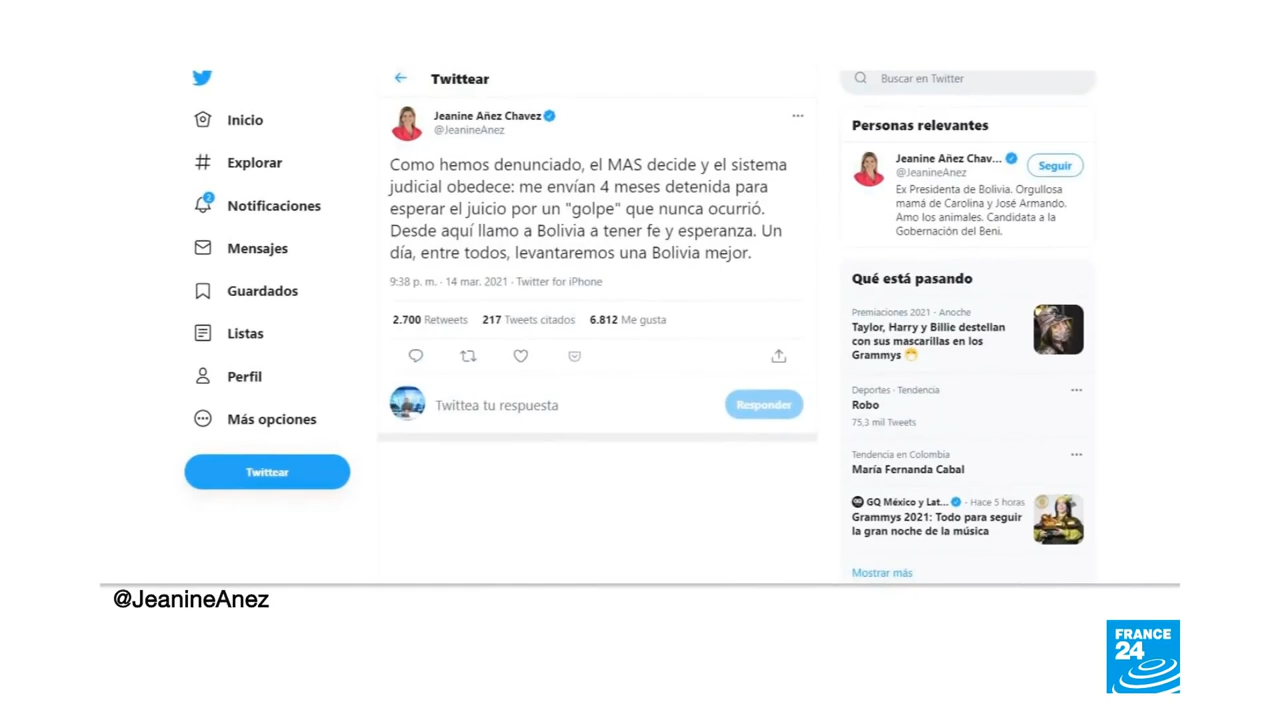 Inicio
Explorar
2
Notificaciones
Mensajes
Guardados
Listas
Perfil
Más opciones
Twittear
Twittear
Jeanine Añez Chavez
@JeanineAnez
Como hemos denunciado, el MAS decide y el sistema
judicial obedece: me envían 4 meses detenida para
esperar el juicio por un "golpe" que nunca ocurrió.
Desde aquí llamo a Bolivia a tener fe y esperanza. Un
día, entre todos, levantaremos una Bolivia mejor.
9:38 p. m. · 14 mar. 2021 · Twitter for iPhone
2.700 Retweets 217 Tweets citados 6.812 Me gusta
Twittea tu respuesta
Responder
Buscar en Twitter
Personas relevantes
Jeanine Añez Chav...
@JeanineAnez
Seguir
Ex Presidenta de Bolivia. Orgullosa
mamá de Carolina y José Armando.
Amo los animales. Candidata a la
Gobernación del Beni.
Qué está pasando
Premiaciones 2021 · Anoche
Taylor, Harry y Billie destellan
con sus mascarillas en los
Grammys 😷
Deportes · Tendencia
Robo
75,3 mil Tweets
Tendencia en Colombia
María Fernanda Cabal
GQ México y Lat... · Hace 5 horas
Grammys 2021: Todo para seguir
la gran noche de la música
Mostrar más
@JeanineAnez
FRANCE
24